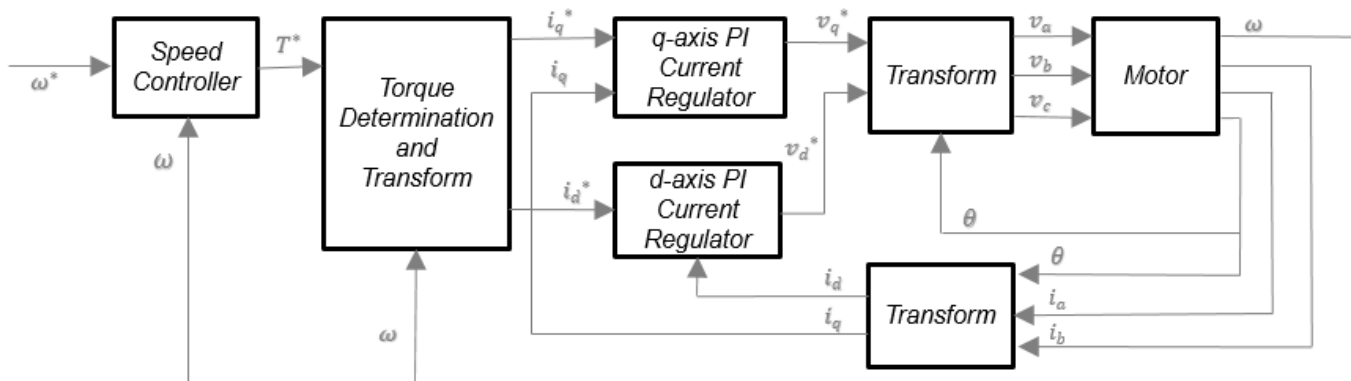 ω*
Speed
Controller
ω
T*
Torque
Determination
and
Transform
ω
i_q*
i_q
i_d*
q-axis PI
Current
Regulator
d-axis PI
Current
Regulator
v_q*
v_d*
Transform
θ
v_a
v_b
v_c
Motor
ω
θ
i_a
i_b
Transform
i_d
i_q